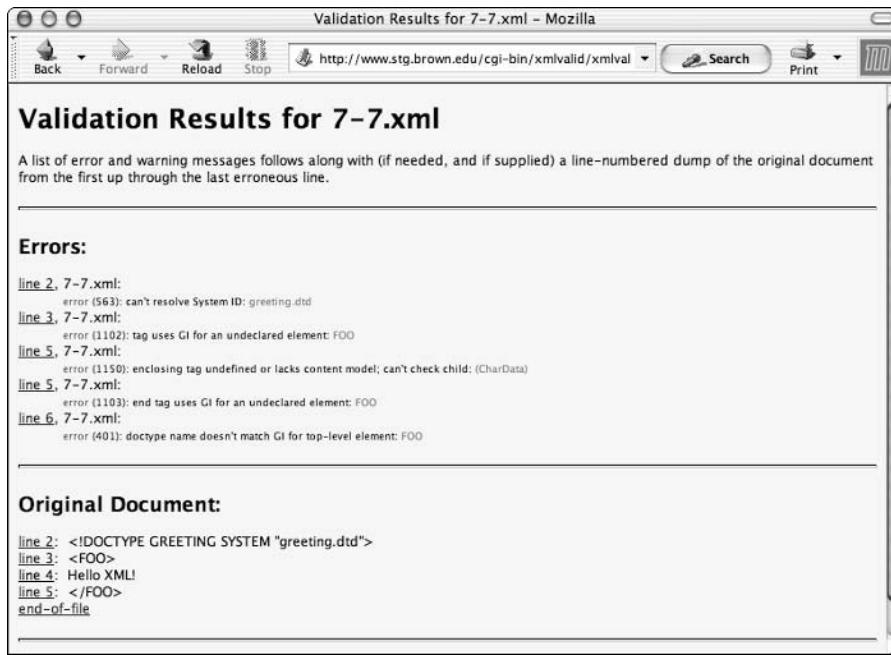 Validation Results for 7-7.xml – Mozilla
Back
Forward
Reload
Stop
http://www.stg.brown.edu/cgi-bin/xmlvalid/xmlval
Search
Print
Validation Results for 7-7.xml
A list of error and warning messages follows along with (if needed, and if supplied) a line-numbered dump of the original document
from the first up through the last erroneous line.
Errors:
line 2, 7-7.xml:
error (563): can't resolve System ID: greeting.dtd
line 3, 7-7.xml:
error (1102): tag uses GI for an undeclared element: FOO
line 5, 7-7.xml:
error (1150): enclosing tag undefined or lacks content model; can't check child: (CharData)
line 5, 7-7.xml:
error (1103): end tag uses GI for an undeclared element: FOO
line 6, 7-7.xml:
error (401): doctype name doesn't match GI for top-level element: FOO
Original Document:
line 2: <!DOCTYPE GREETING SYSTEM "greeting.dtd">
line 3: <FOO>
line 4: Hello XML!
line 5: </FOO>
end-of-file